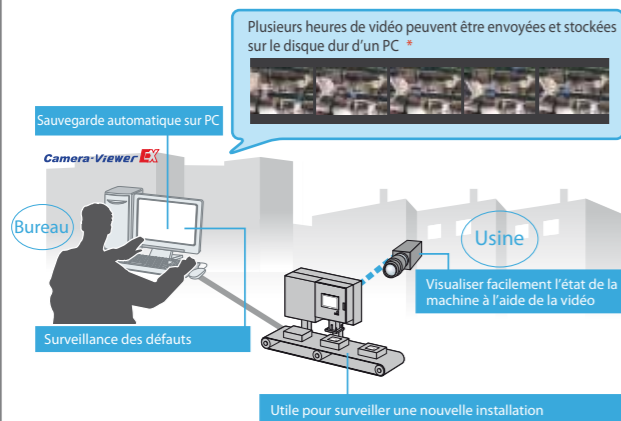 Plusieurs heures de vidéo peuvent être envoyées et stockées
sur le disque dur d'un PC *
Sauvegarde automatique sur PC
Camera-Viewer EX
Bureau
Usine
Visualiser facilement l'état de la
machine à l'aide de la vidéo
Surveillance des défauts
Utile pour surveiller une nouvelle installation